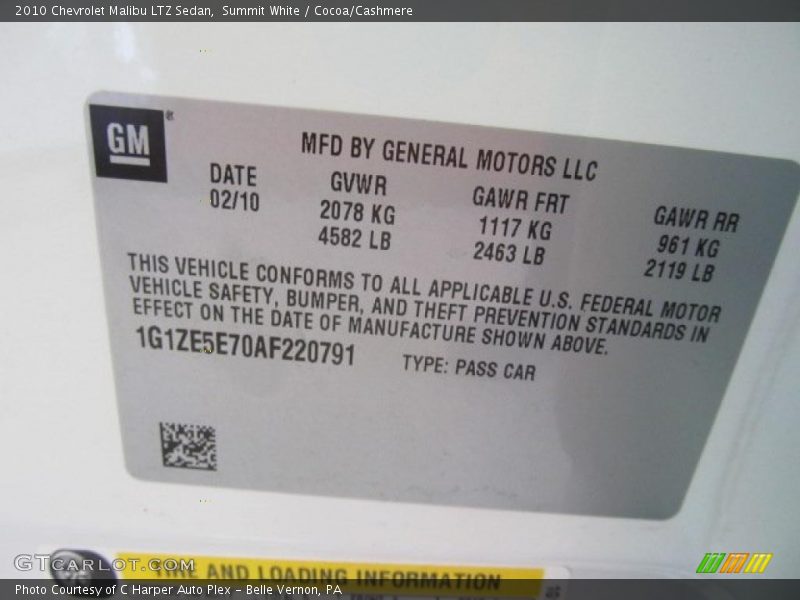 2010 Chevrolet Malibu LTZ Sedan,  Summit White / Cocoa/Cashmere
GM®
MFD BY GENERAL MOTORS LLC
DATE GVWR GAWR FRT GAWR RR
02/10 2078 KG 1117 KG 961 KG
4582 LB 2463 LB 2119 LB
THIS VEHICLE CONFORMS TO ALL APPLICABLE U.S. FEDERAL MOTOR
VEHICLE SAFETY, BUMPER, AND THEFT PREVENTION STANDARDS IN
EFFECT ON THE DATE OF MANUFACTURE SHOWN ABOVE.
1G1ZE5E70AF220791 TYPE: PASS CAR
GTCARLOT.COM
TIRE AND LOADING INFORMATION
Photo Courtesy of C Harper Auto Plex - Belle Vernon, PA